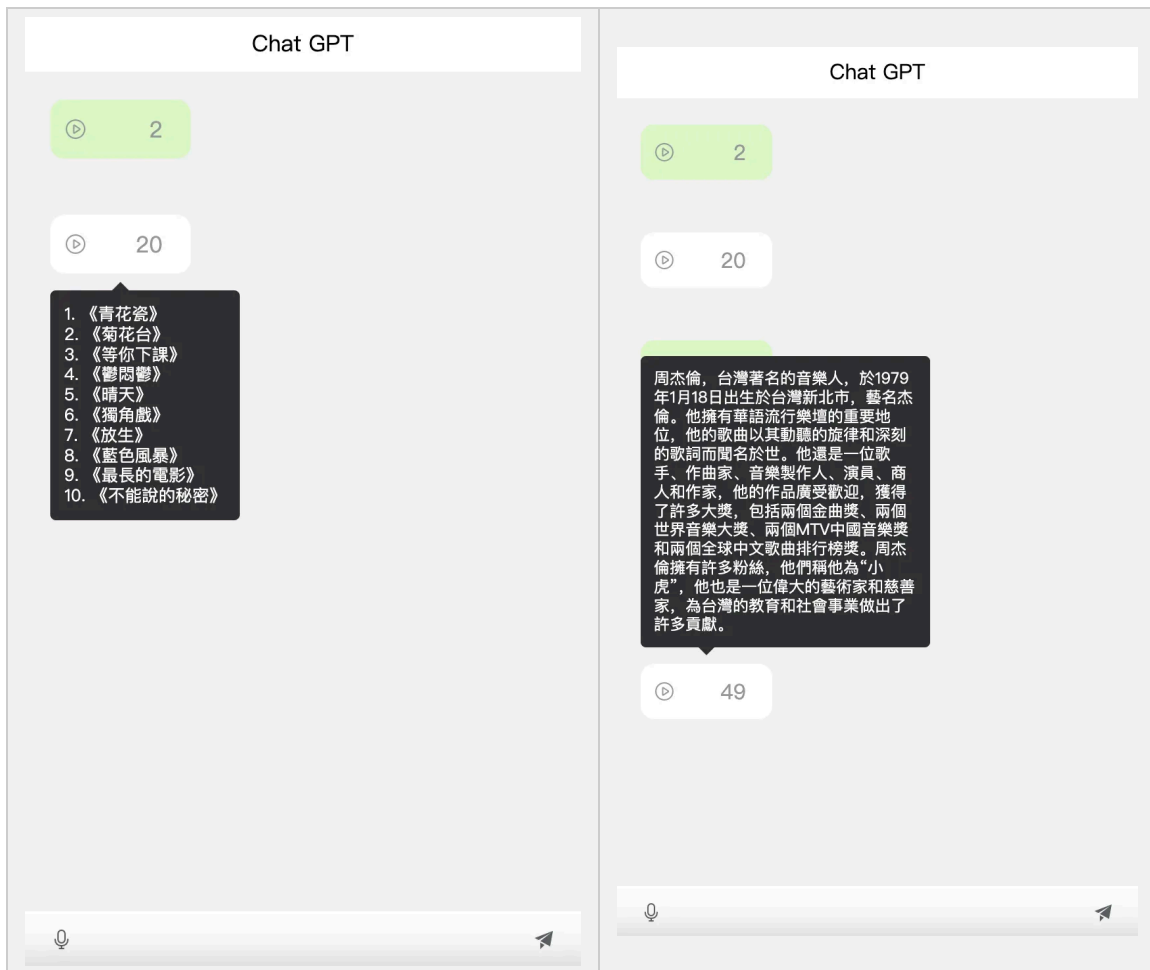 Chat GPT
2
20
1. 《青花瓷》
2. 《菊花台》
3. 《等你下課》
4. 《鬱悶鬱》
5. 《晴天》
6. 《獨角戲》
7. 《放生》
8. 《藍色風暴》
9. 《最長的電影》
10. 《不能說的秘密》
Chat GPT
2
20
周杰倫，台灣著名的音樂人，於1979
年1月18日出生於台灣新北市，藝名杰
倫。他擁有華語流行樂壇的重要地
位，他的歌曲以其動聽的旋律和深刻
的歌詞而聞名於世。他還是一位歌
手、作曲家、音樂製作人、演員、商
人和作家，他的作品廣受歡迎，獲得
了許多大獎，包括兩個金曲獎、兩個
世界音樂大獎、兩個MTV中國音樂獎
和兩個全球中文歌曲排行榜獎。周杰
倫擁有許多粉絲，他們稱他為“小
虎”，他也是一位偉大的藝術家和慈善
家，為台灣的教育和社會事業做出了
許多貢獻。
49